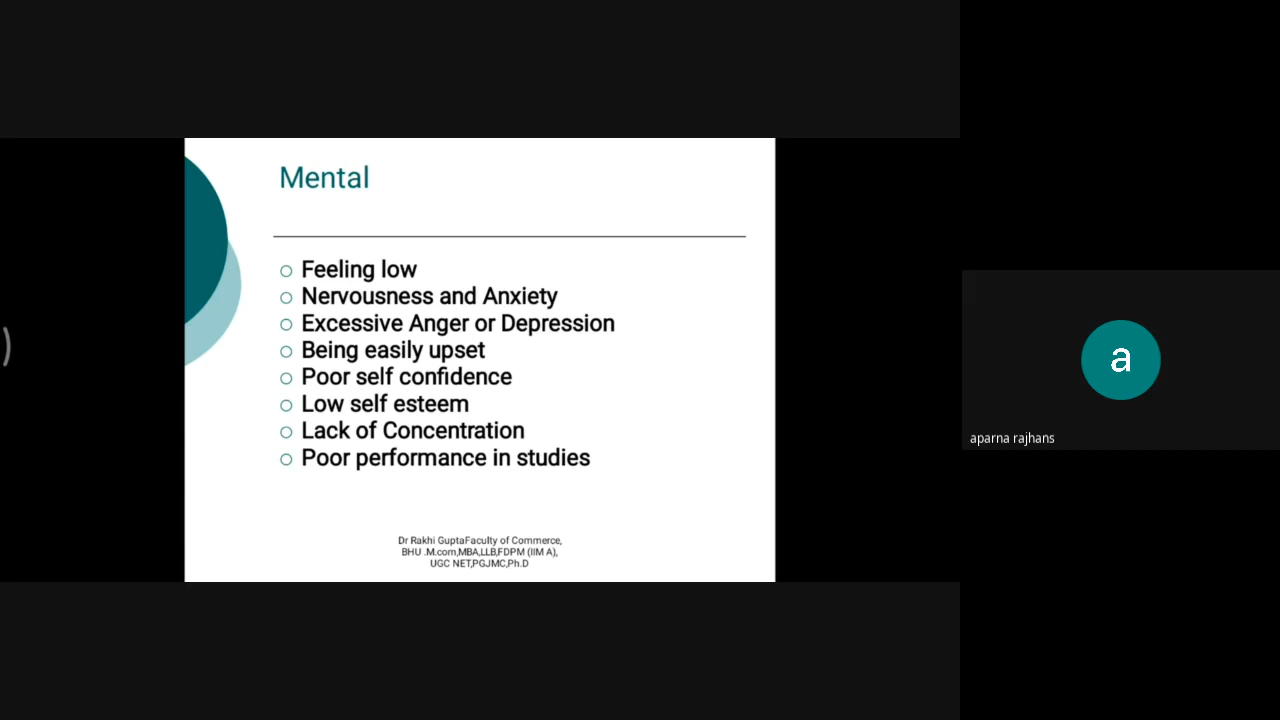 Mental
Feeling low
Nervousness and Anxiety
Excessive Anger or Depression
Being easily upset
Poor self confidence
Low self esteem
Lack of Concentration
Poor performance in studies
Dr Rakhi GuptaFaculty of Commerce,
BHU .M.com,MBA,LLB,FDPM (IIM A),
UGC NET,PGJMC,Ph.D
a
aparna rajhans